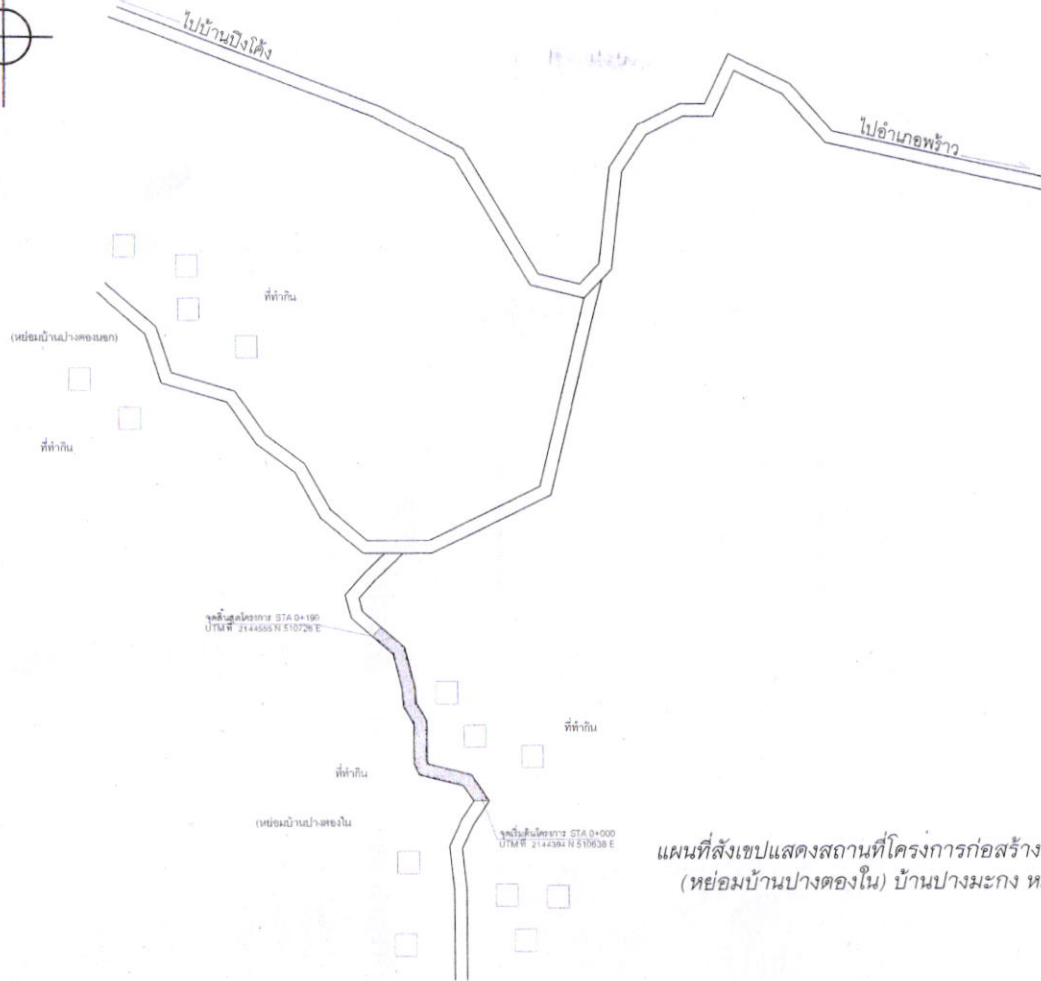 ไปบ้านปิงโค้ง
ไปอำเภอพร้าว
ที่ทำกิน
(หย่อมบ้านปางตองนอก)
ที่ทำกิน
จุดสิ้นสุดโครงการ STA 0+190
UTM ที่ 2144555 N 510726 E
ที่ทำกิน
ที่ทำกิน
(หย่อมบ้านปางตองใน
จุดเริ่มต้นโครงการ STA 0+000
UTM ที่ 2144394 N 510638 E
แผนที่สังเขปแสดงสถานที่โครงการก่อสร้าง
(หย่อมบ้านปางตองใน) บ้านปางมะกง ห